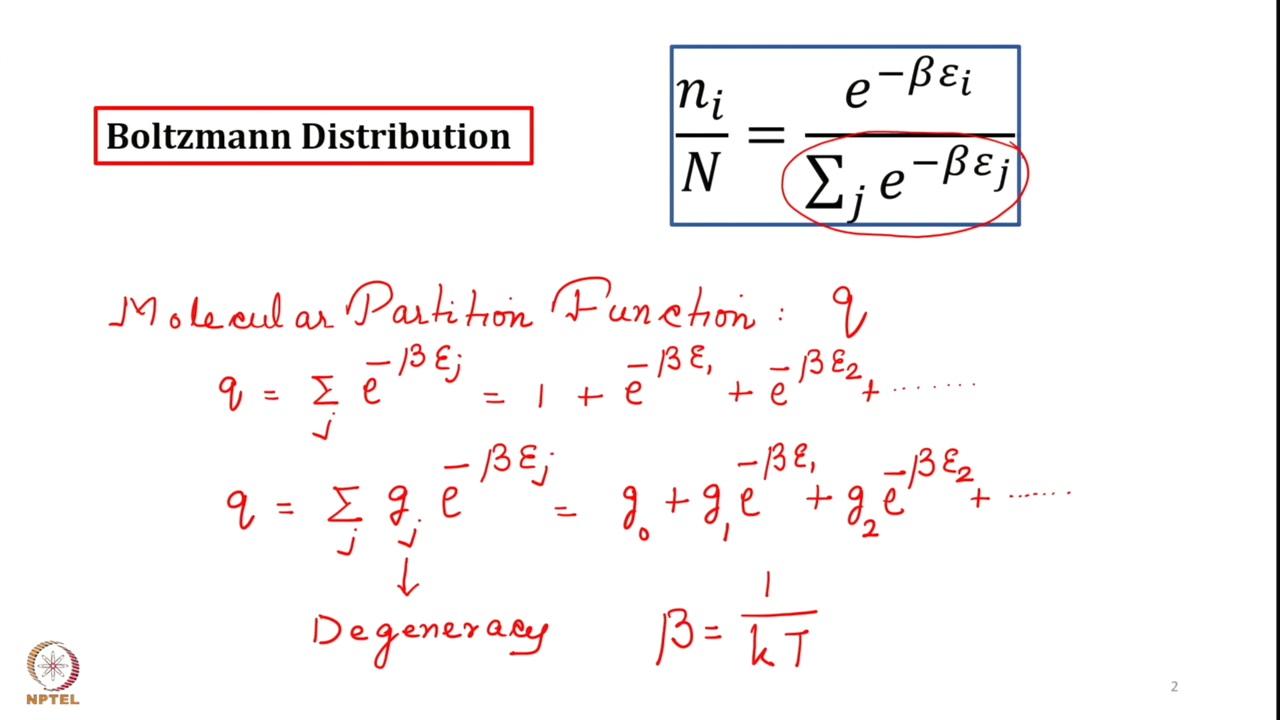 Boltzmann Distribution
n_i/N = e^{-βε_i} / Σ_j e^{-βε_j}
Molecular Partition Function : q
q = Σ_j e^{-βε_j} = 1 + e^{-βε_1} + e^{-βε_2} + ........
q = Σ_j g_j e^{-βε_j} = g_0 + g_1 e^{-βε_1} + g_2 e^{-βε_2} + .......
↓
Degeneracy β = 1/kT
NPTEL
2